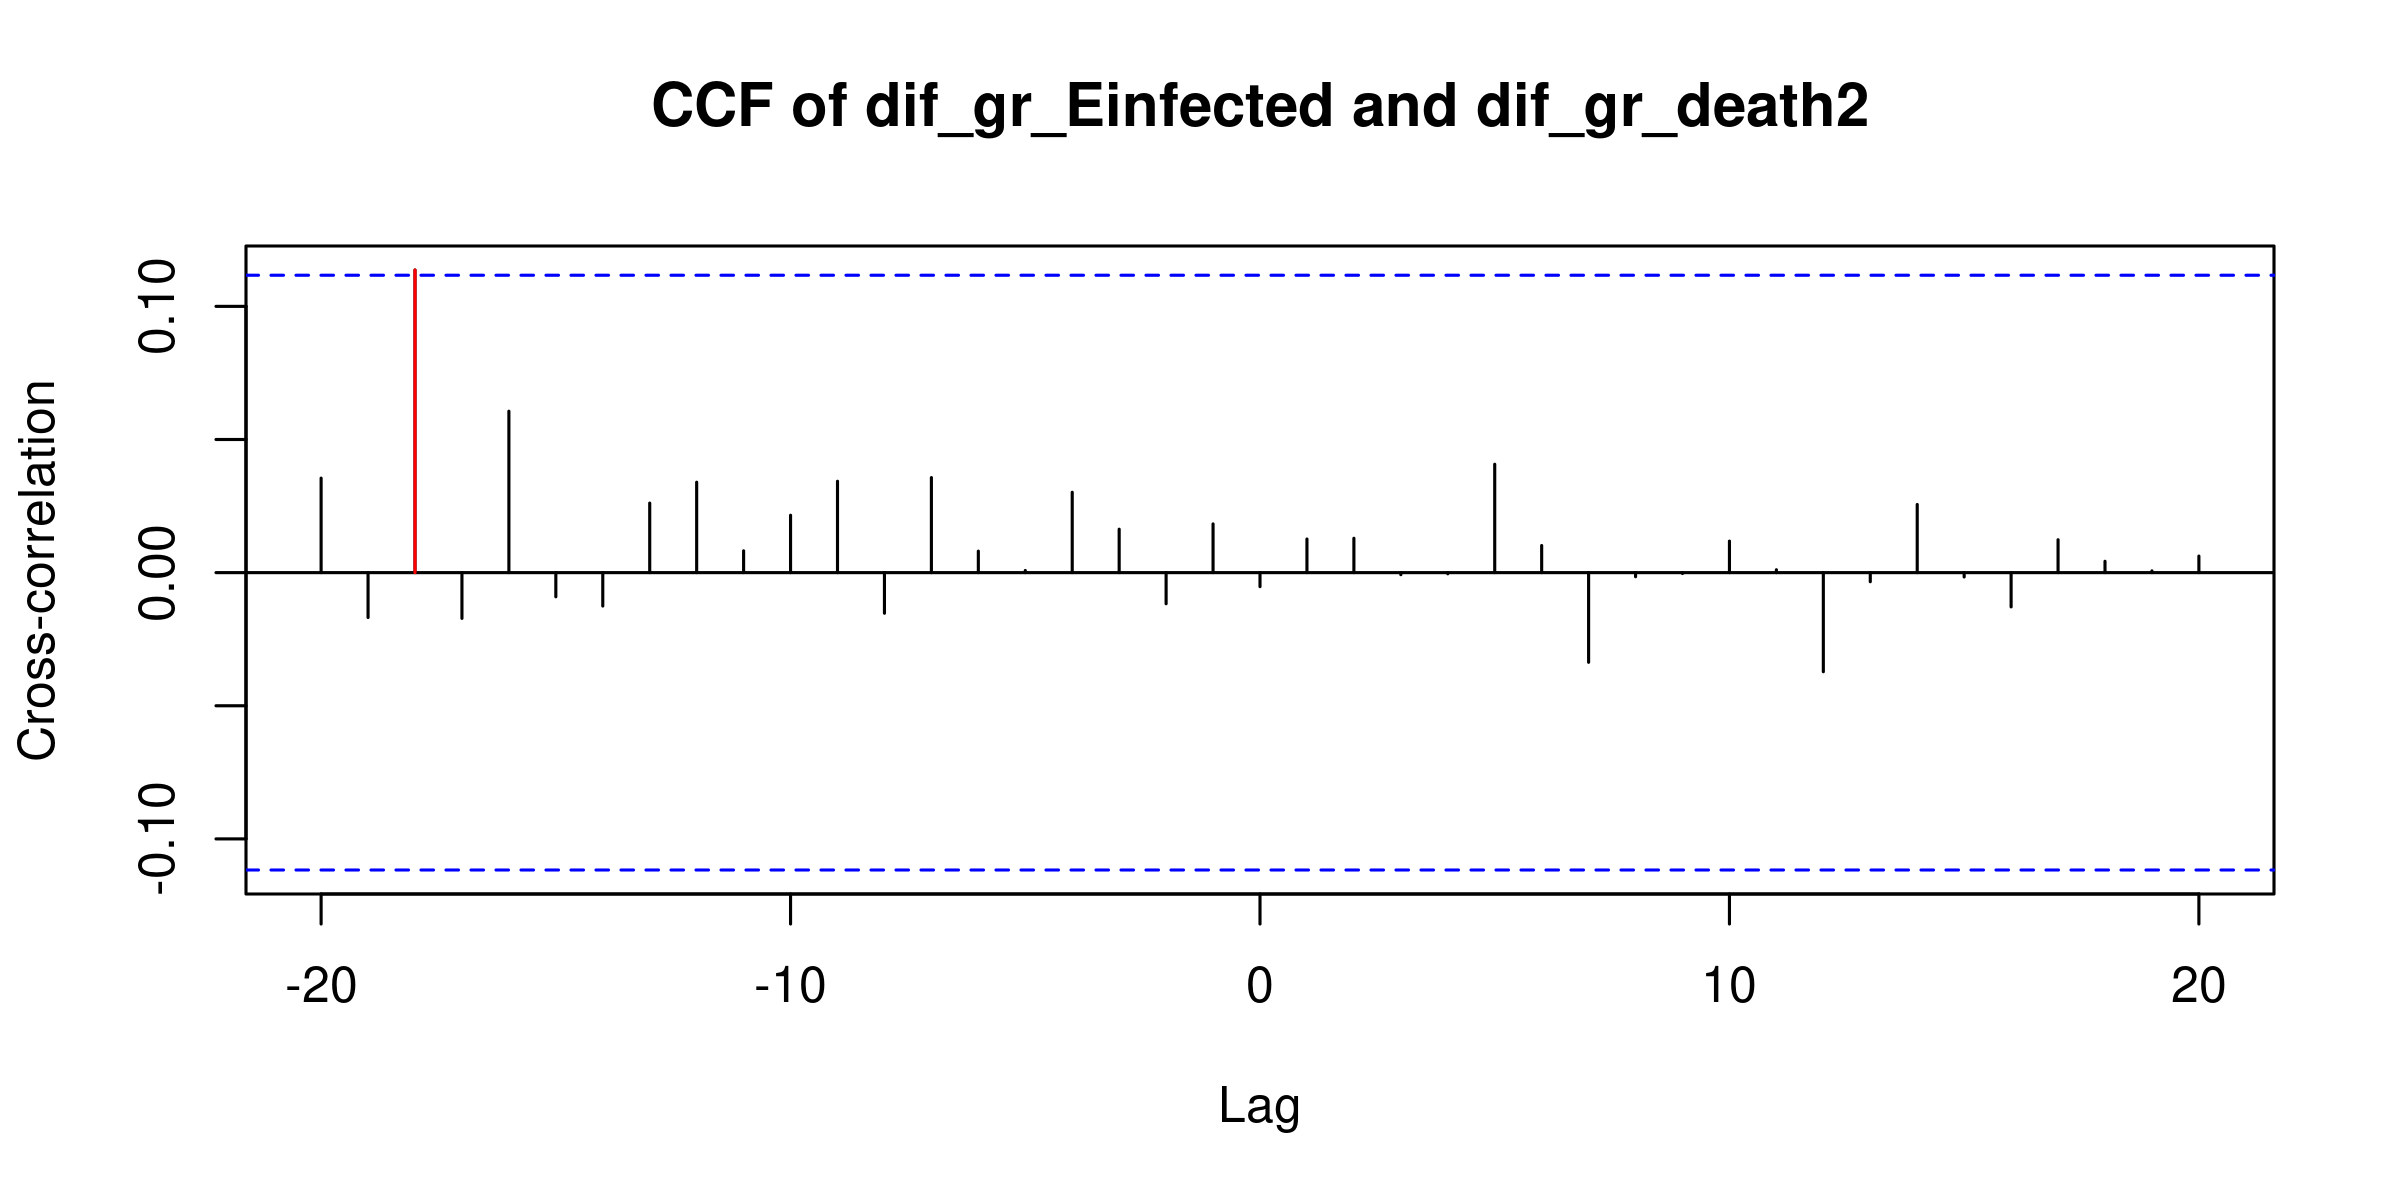 CCF of dif_gr_Einfected and dif_gr_death2
Cross-correlation
0.10
0.00
-0.10
-20 -10 0 10 20
Lag